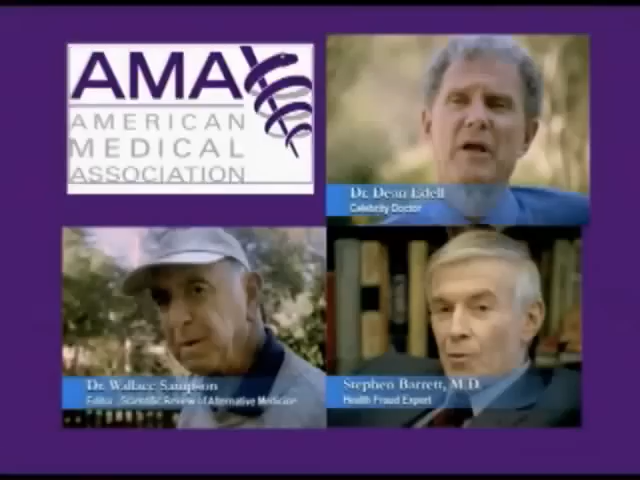 AMA
AMERICAN
MEDICAL
ASSOCIATION
Dr. Dean Edell
Celebrity Doctor
Dr. Wallace Sampson
Editor, Scientific Review of Alternative Medicine
Stephen Barrett, M.D.
Health Fraud Expert